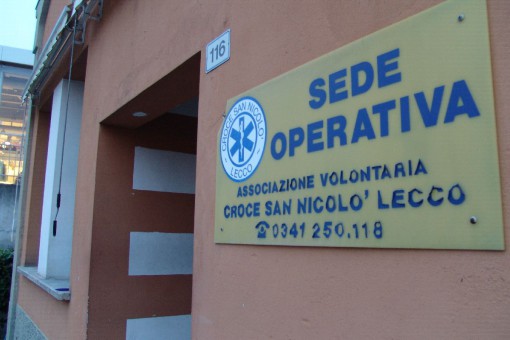 116
SEDE
OPERATIVA
CROCE SAN NICOLO'
LECCO
ASSOCIAZIONE VOLONTARIA
CROCE SAN NICOLO' LECCO
☎0341 250.118